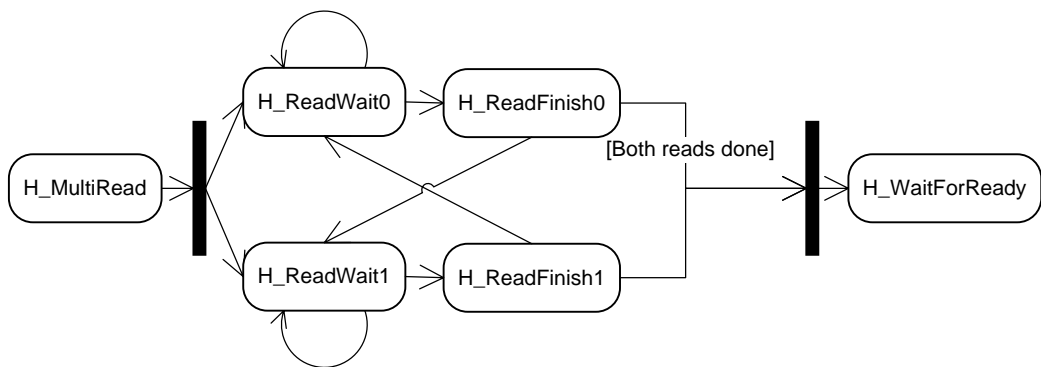 H_ReadWait0
H_ReadFinish0
[Both reads done]
H_MultiRead
H_WaitForReady
H_ReadWait1
H_ReadFinish1